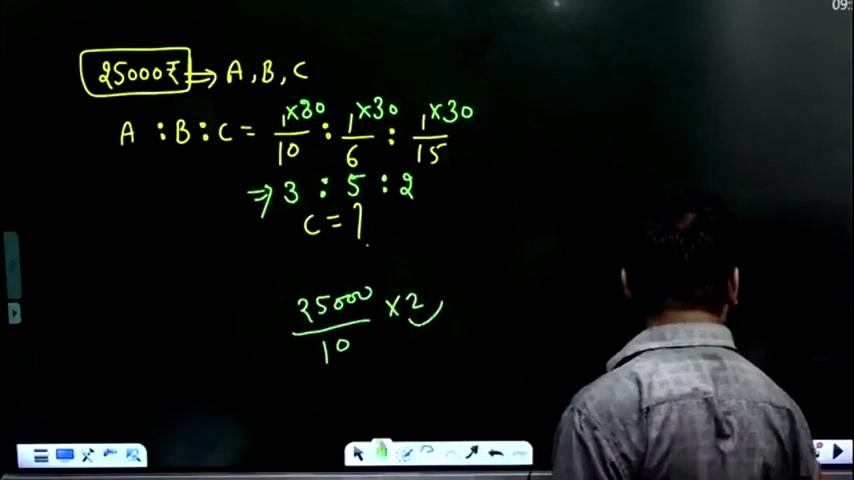 25000₹ ⇒ A, B, C
A : B : C = 1×30/10 : 1×30/6 : 1×30/15
⇒ 3 : 5 : 2
C = ?
25000/10 × 2